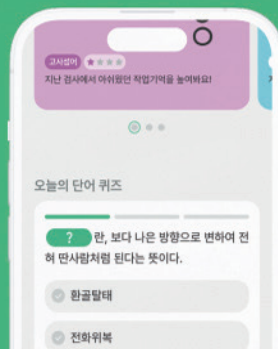 고사성어
지난 검사에서 아쉬웠던 작업기억을 높여봐요!
오늘의 단어 퀴즈
? 란, 보다 나은 방향으로 변하여 전
혀 딴사람처럼 된다는 뜻이다.
환골탈태
전화위복